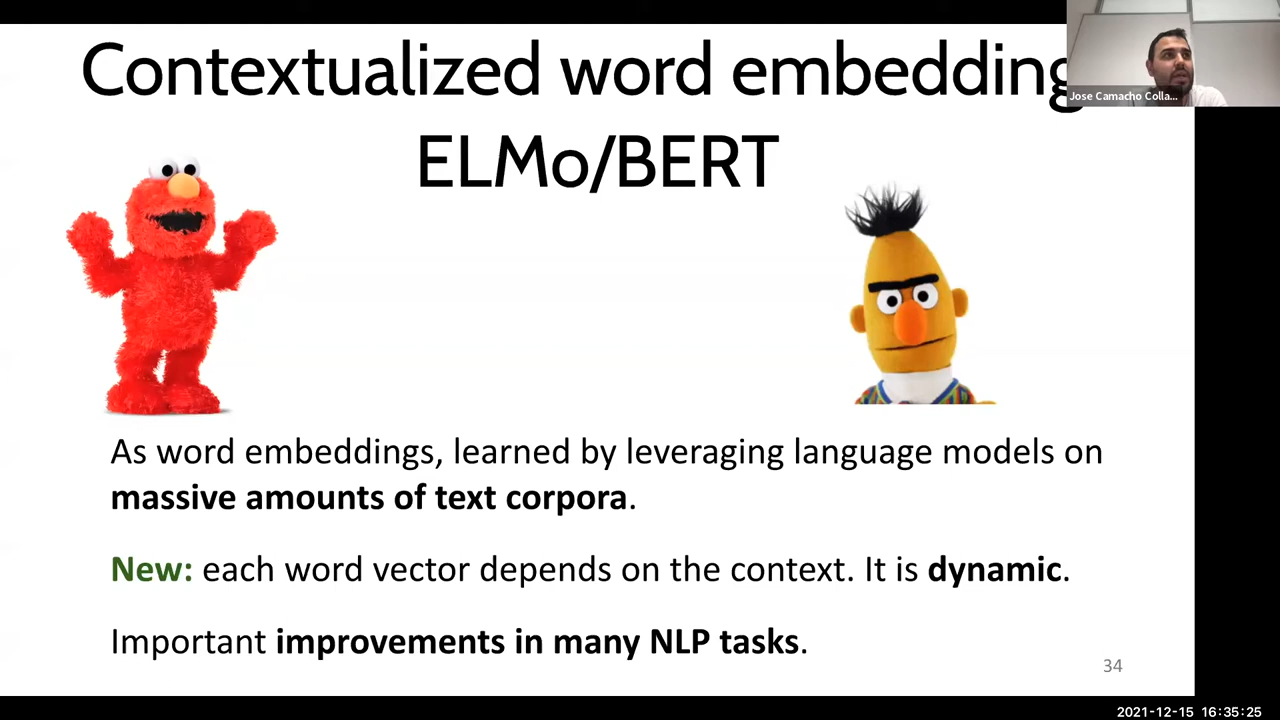 Contextualized word embedding
Jose Camacho Colla...
ELMo/BERT
As word embeddings, learned by leveraging language models on
massive amounts of text corpora.
New: each word vector depends on the context. It is dynamic.
Important improvements in many NLP tasks.
34
2021-12-15 16:35:25